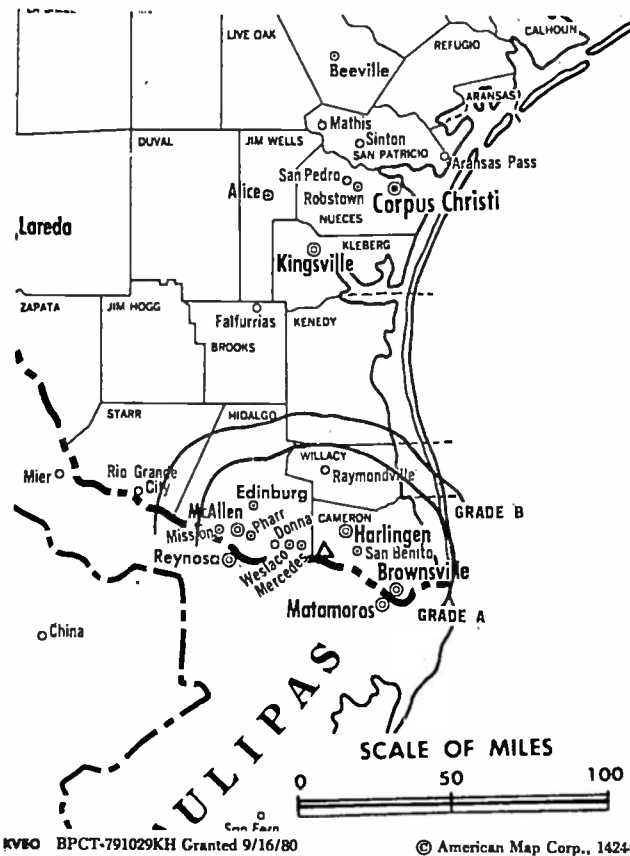 CALHOUN
LIVE OAK
REFUGIO
Beeville
ARANSAS
Mathis
Sinton
SAN PATRICIO
DUVAL
JIM WELLS
Aransas Pass
San Pedro
Alice
Robstown
Corpus Christi
NUECES
Laredo
KLEBERG
Kingsville
ZAPATA
JIM HOGG
Falfurrias
KENEDY
BROOKS
STARR
HIDALGO
WILLACY
Mier
Rio Grande
City
Raymondville
Edinburg
GRADE B
McAllen
CAMERON
Mission
Pharr
Donna
Harlingen
San Benito
Reynosa
Weslaco
Mercedes
Brownsville
Matamoros
GRADE A
China
ULIPAS
SCALE OF MILES
0 50 100
San Fern
KVEO BPCT-791029KH Granted 9/16/80
© American Map Corp., 1424